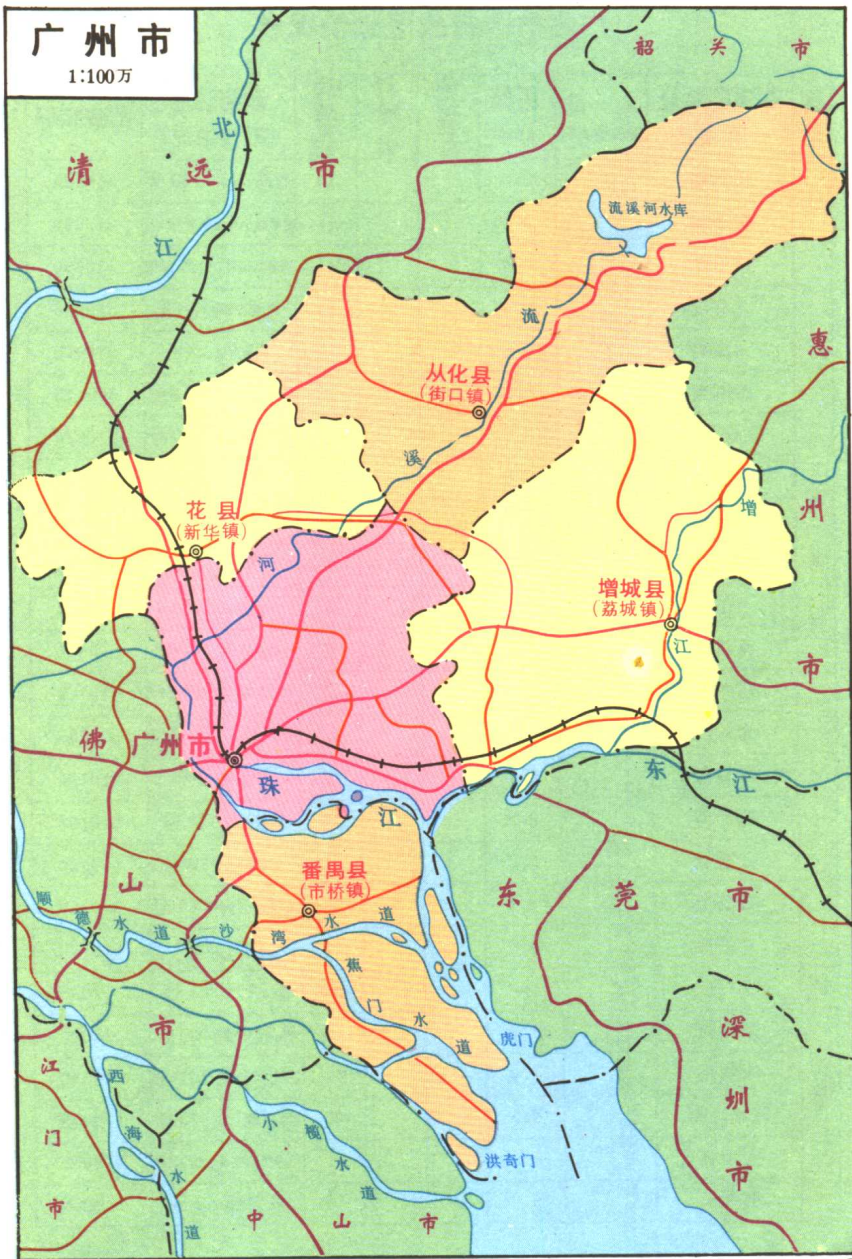 广州市
1:100万
韶关市
清远市
北江
流溪河水库
流溪河
惠州市
从化县
(街口镇)
花县
(新华镇)
增城县
(荔城镇)
增江
佛山市
广州市
珠江
东江
番禺县
(市桥镇)
东莞市
顺德水道
沙湾水道
蕉门水道
虎门
深圳市
江门市
西海水道
小榄水道
洪奇门
中山市